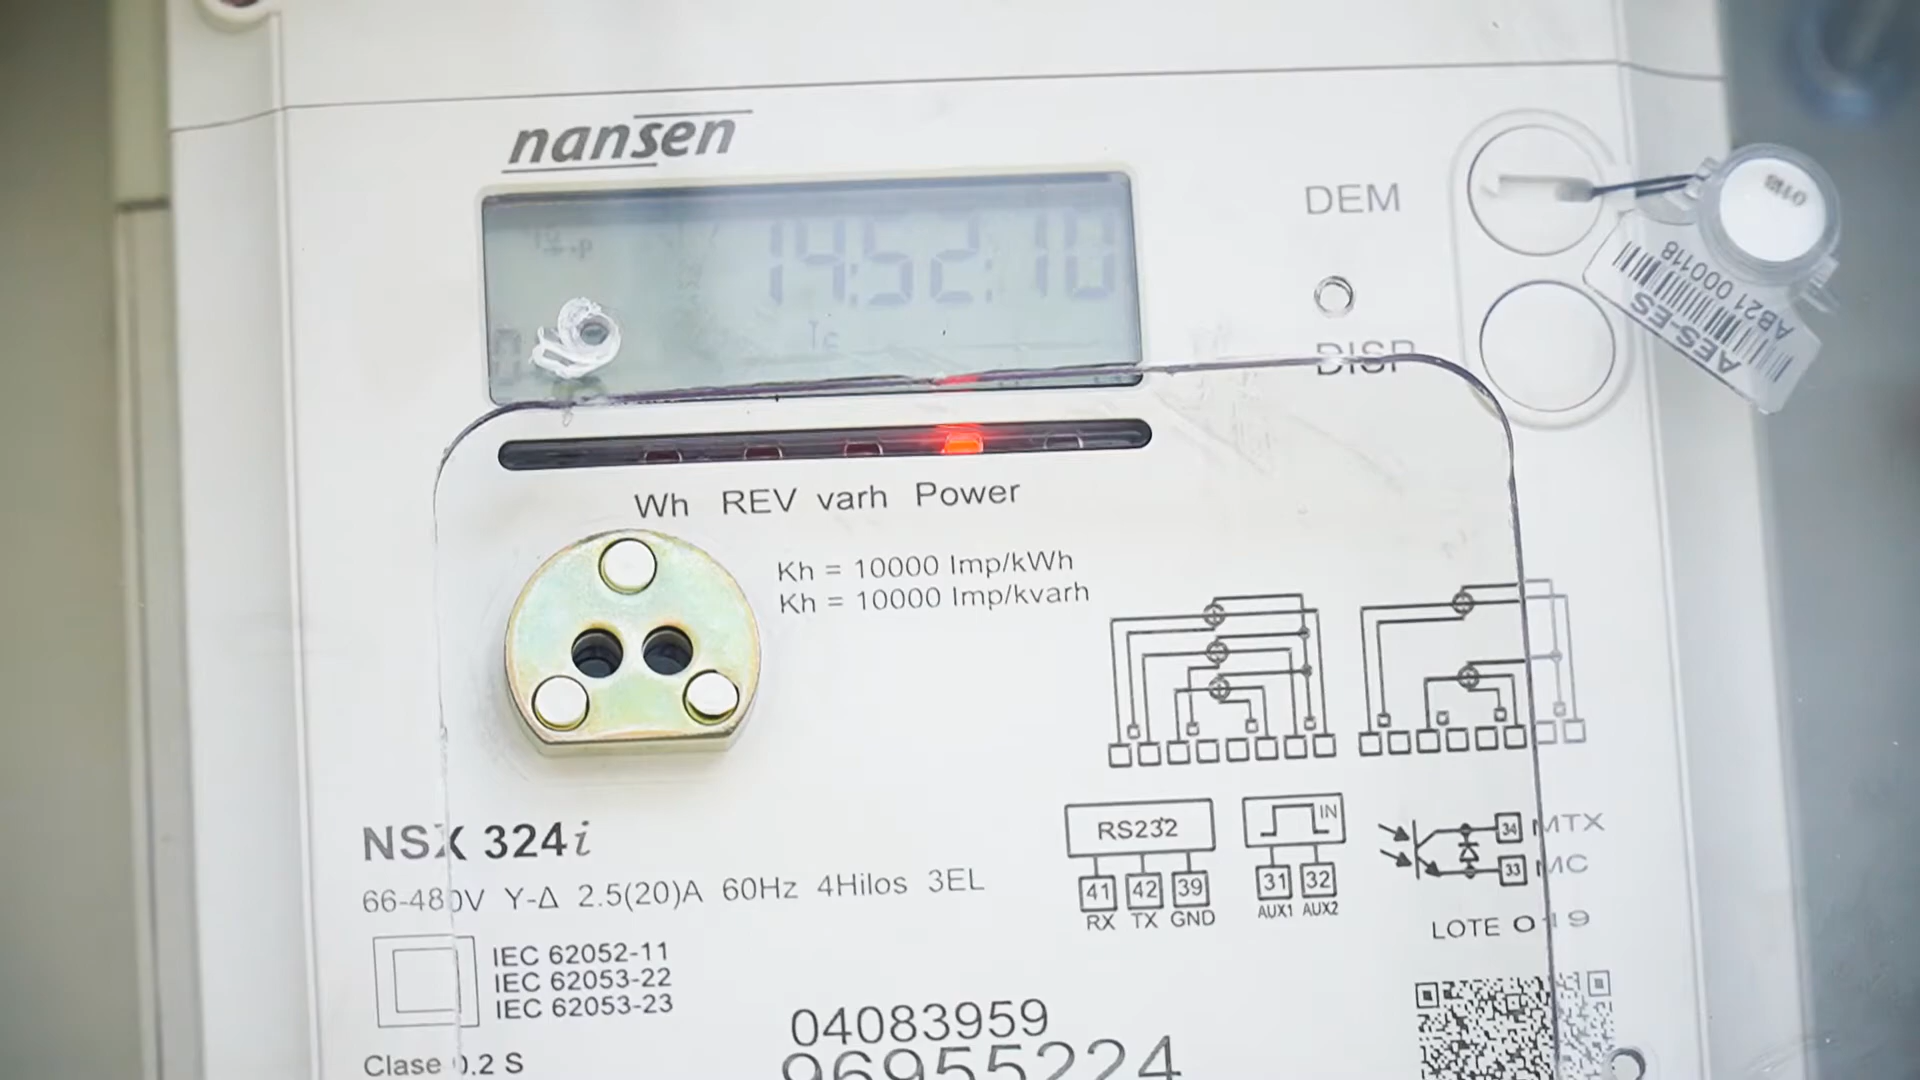 nansen
14:52:10
DEM
DISP
0118
AES-ES
AB21 000118
Wh REV varh Power
Kh = 10000 Imp/kWh
Kh = 10000 Imp/kvarh
NSX 324i
66-480V Y-Δ 2.5(20)A 60Hz 4Hilos 3EL
RS232
IN
41 42 39
RX TX GND
31 32
AUX1 AUX2
34 MTX
33 MC
LOTE 019
IEC 62052-11
IEC 62053-22
IEC 62053-23
Clase 0.2 S
04083959
96955224